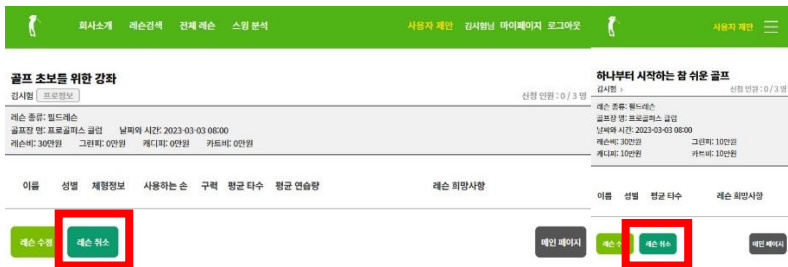 회사소개 레슨검색 전체 레슨 스윙 분석 사용자 제안 김시험님 마이페이지 로그아웃
골프 초보를 위한 강좌
김시험 프로정보 신청 인원 : 0 / 3 명
레슨 종류: 필드레슨
골프장 명: 프로골퍼스 클럽 날짜와 시간: 2023-03-03 08:00
레슨비: 30만원 그린피: 0만원 캐디피: 0만원 카트비: 0만원
이름 성별 체형정보 사용하는 손 구력 평균 타수 평균 연습량 레슨 희망사항
레슨 수정 레슨 취소 메인 페이지
사용자 제안
하나부터 시작하는 참 쉬운 골프
김시험 › 신청 인원 : 0 / 3 명
레슨 종류: 필드레슨
골프장 명: 프로골퍼스 클럽
날짜와 시간: 2023-03-03 08:00
레슨비: 30만원 그린피: 10만원
캐디피: 10만원 카트비: 10만원
이름 성별 평균 타수 레슨 희망사항
레슨 수 레슨 취소 메인 페이지